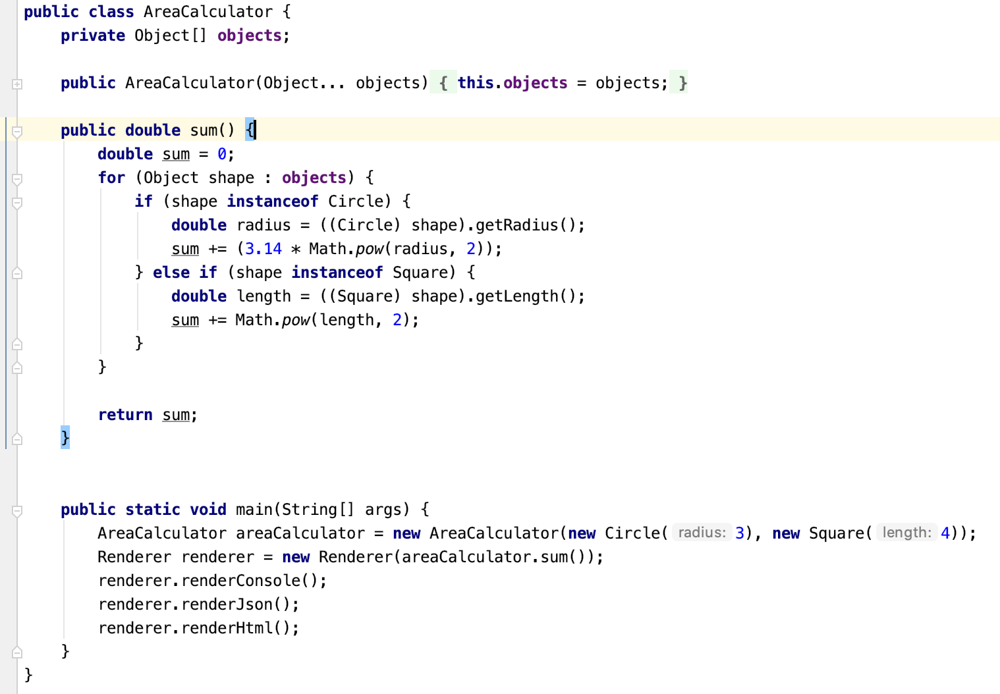 public class AreaCalculator {
    private Object[] objects;

    public AreaCalculator(Object... objects) { this.objects = objects; }

    public double sum() {
        double sum = 0;
        for (Object shape : objects) {
            if (shape instanceof Circle) {
                double radius = ((Circle) shape).getRadius();
                sum += (3.14 * Math.pow(radius, 2));
            } else if (shape instanceof Square) {
                double length = ((Square) shape).getLength();
                sum += Math.pow(length, 2);
            }
        }

        return sum;
    }


    public static void main(String[] args) {
        AreaCalculator areaCalculator = new AreaCalculator(new Circle( radius: 3), new Square( length: 4));
        Renderer renderer = new Renderer(areaCalculator.sum());
        renderer.renderConsole();
        renderer.renderJson();
        renderer.renderHtml();
    }
}